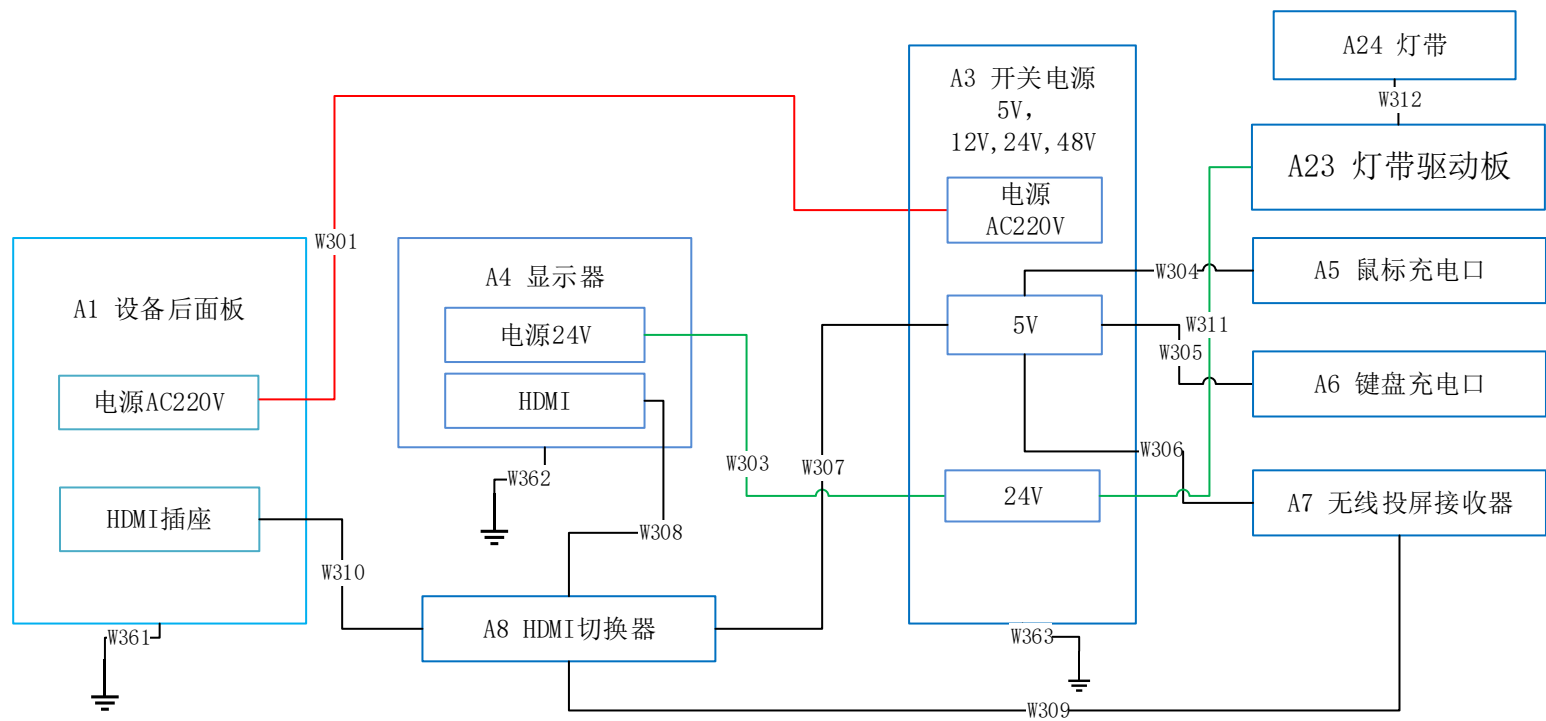 A24 灯带
W312
A3 开关电源
5V,
12V,24V,48V
A23 灯带驱动板
电源
AC220V
W301
A4 显示器
W304
A5 鼠标充电口
A1 设备后面板
电源24V
5V
W311
W305
A6 键盘充电口
电源AC220V
HDMI
W303
W307
W306
W362
24V
A7 无线投屏接收器
HDMI插座
W308
W310
A8 HDMI切换器
W361
W363
W309